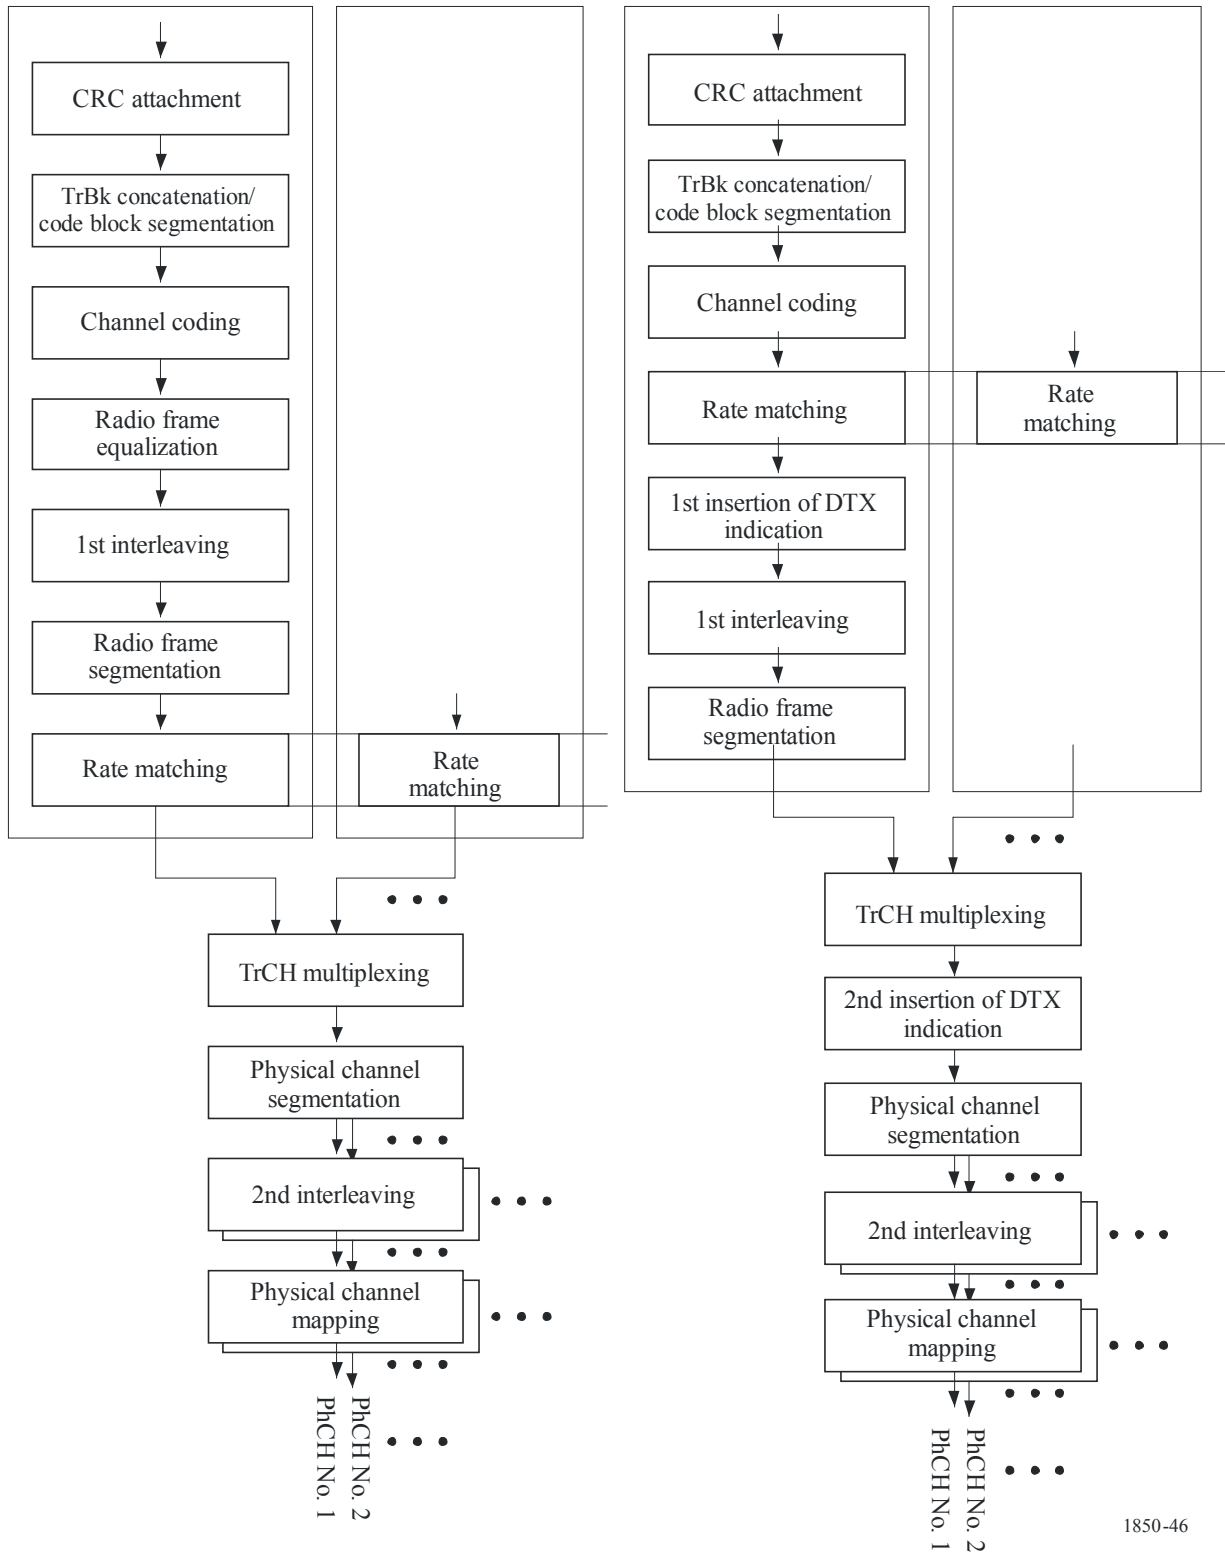 CRC attachment
TrBk concatenation/
code block segmentation
Channel coding
Radio frame
equalization
1st interleaving
Radio frame
segmentation
Rate matching
Rate
matching
TrCH multiplexing
Physical channel
segmentation
2nd interleaving
Physical channel
mapping
PhCH No. 1
PhCH No. 2
CRC attachment
TrBk concatenation/
code block segmentation
Channel coding
Rate matching
Rate
matching
1st insertion of DTX
indication
1st interleaving
Radio frame
segmentation
TrCH multiplexing
2nd insertion of DTX
indication
Physical channel
segmentation
2nd interleaving
Physical channel
mapping
PhCH No. 1
PhCH No. 2
1850-46